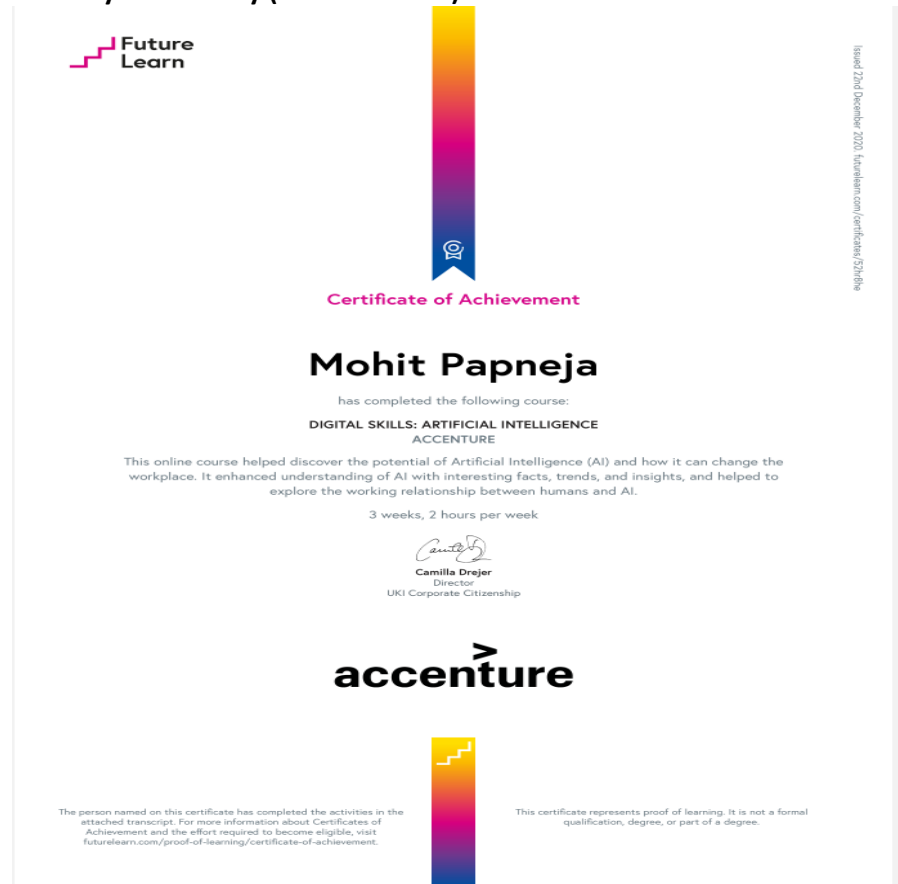 Future
Learn
Issued 22nd December 2020. futurelearn.com/certificates/52hr8he
Certificate of Achievement
Mohit Papneja
has completed the following course:
DIGITAL SKILLS: ARTIFICIAL INTELLIGENCE
ACCENTURE
This online course helped discover the potential of Artificial Intelligence (AI) and how it can change the
workplace. It enhanced understanding of AI with interesting facts, trends, and insights, and helped to
explore the working relationship between humans and AI.
3 weeks, 2 hours per week
Camilla Drejer
Director
UKI Corporate Citizenship
accenture
The person named on this certificate has completed the activities in the
attached transcript. For more information about Certificates of
Achievement and the effort required to become eligible, visit
futurelearn.com/proof-of-learning/certificate-of-achievement.
This certificate represents proof of learning. It is not a formal
qualification, degree, or part of a degree.